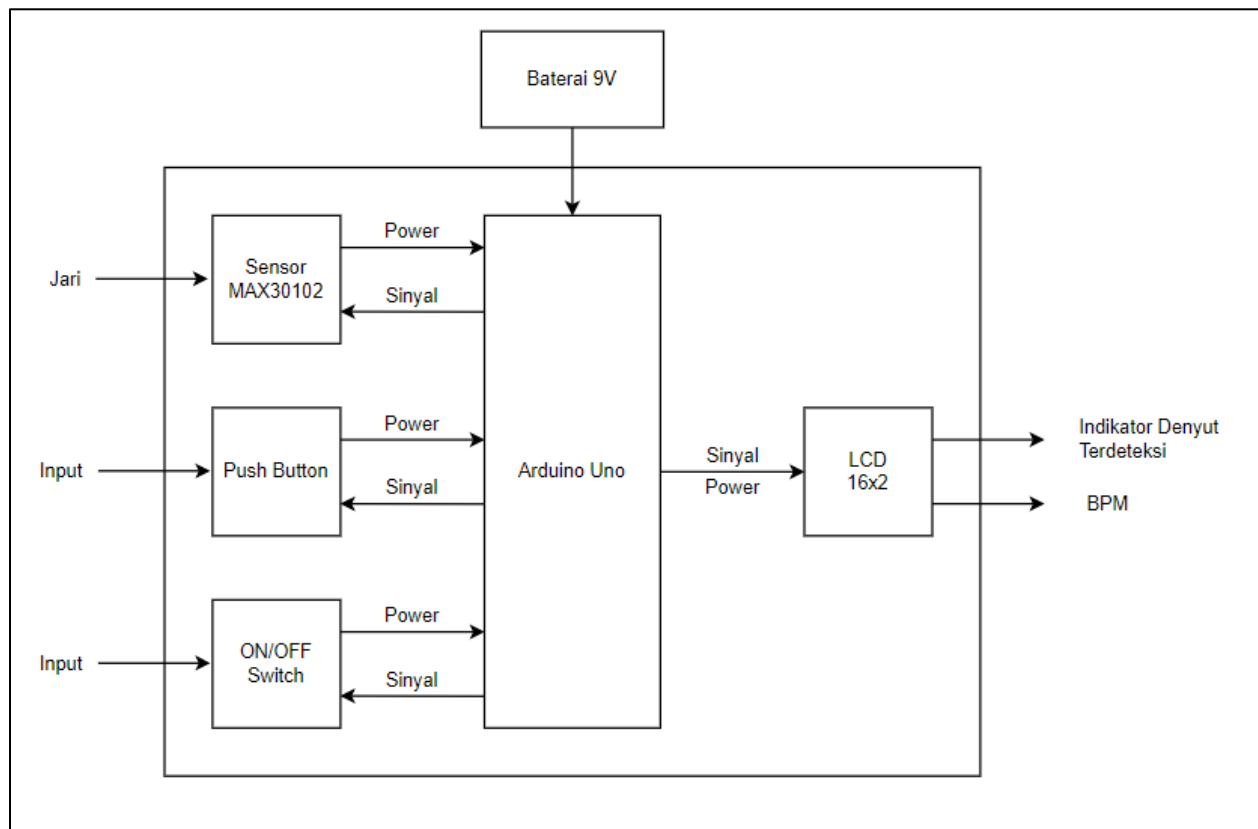 Baterai 9V
Jari
Sensor
MAX30102
Power
Sinyal
Input
Push Button
Power
Sinyal
Input
ON/OFF
Switch
Power
Sinyal
Arduino Uno
Sinyal
Power
LCD
16x2
Indikator Denyut
Terdeteksi
BPM